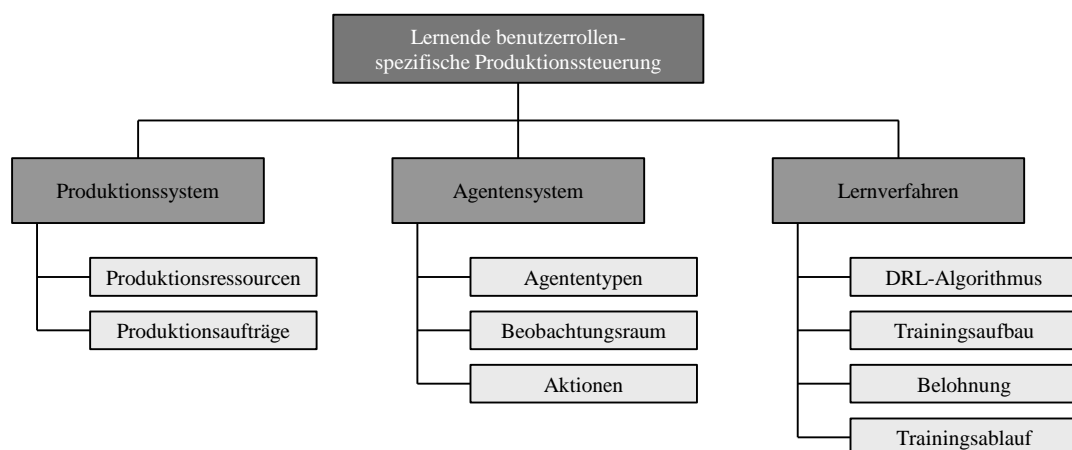 Lernende benutzerrollen-
spezifische Produktionssteuerung
Produktionssystem
Agentensystem
Lernverfahren
Produktionsressourcen
Produktionsaufträge
Agententypen
Beobachtungsraum
Aktionen
DRL-Algorithmus
Trainingsaufbau
Belohnung
Trainingsablauf